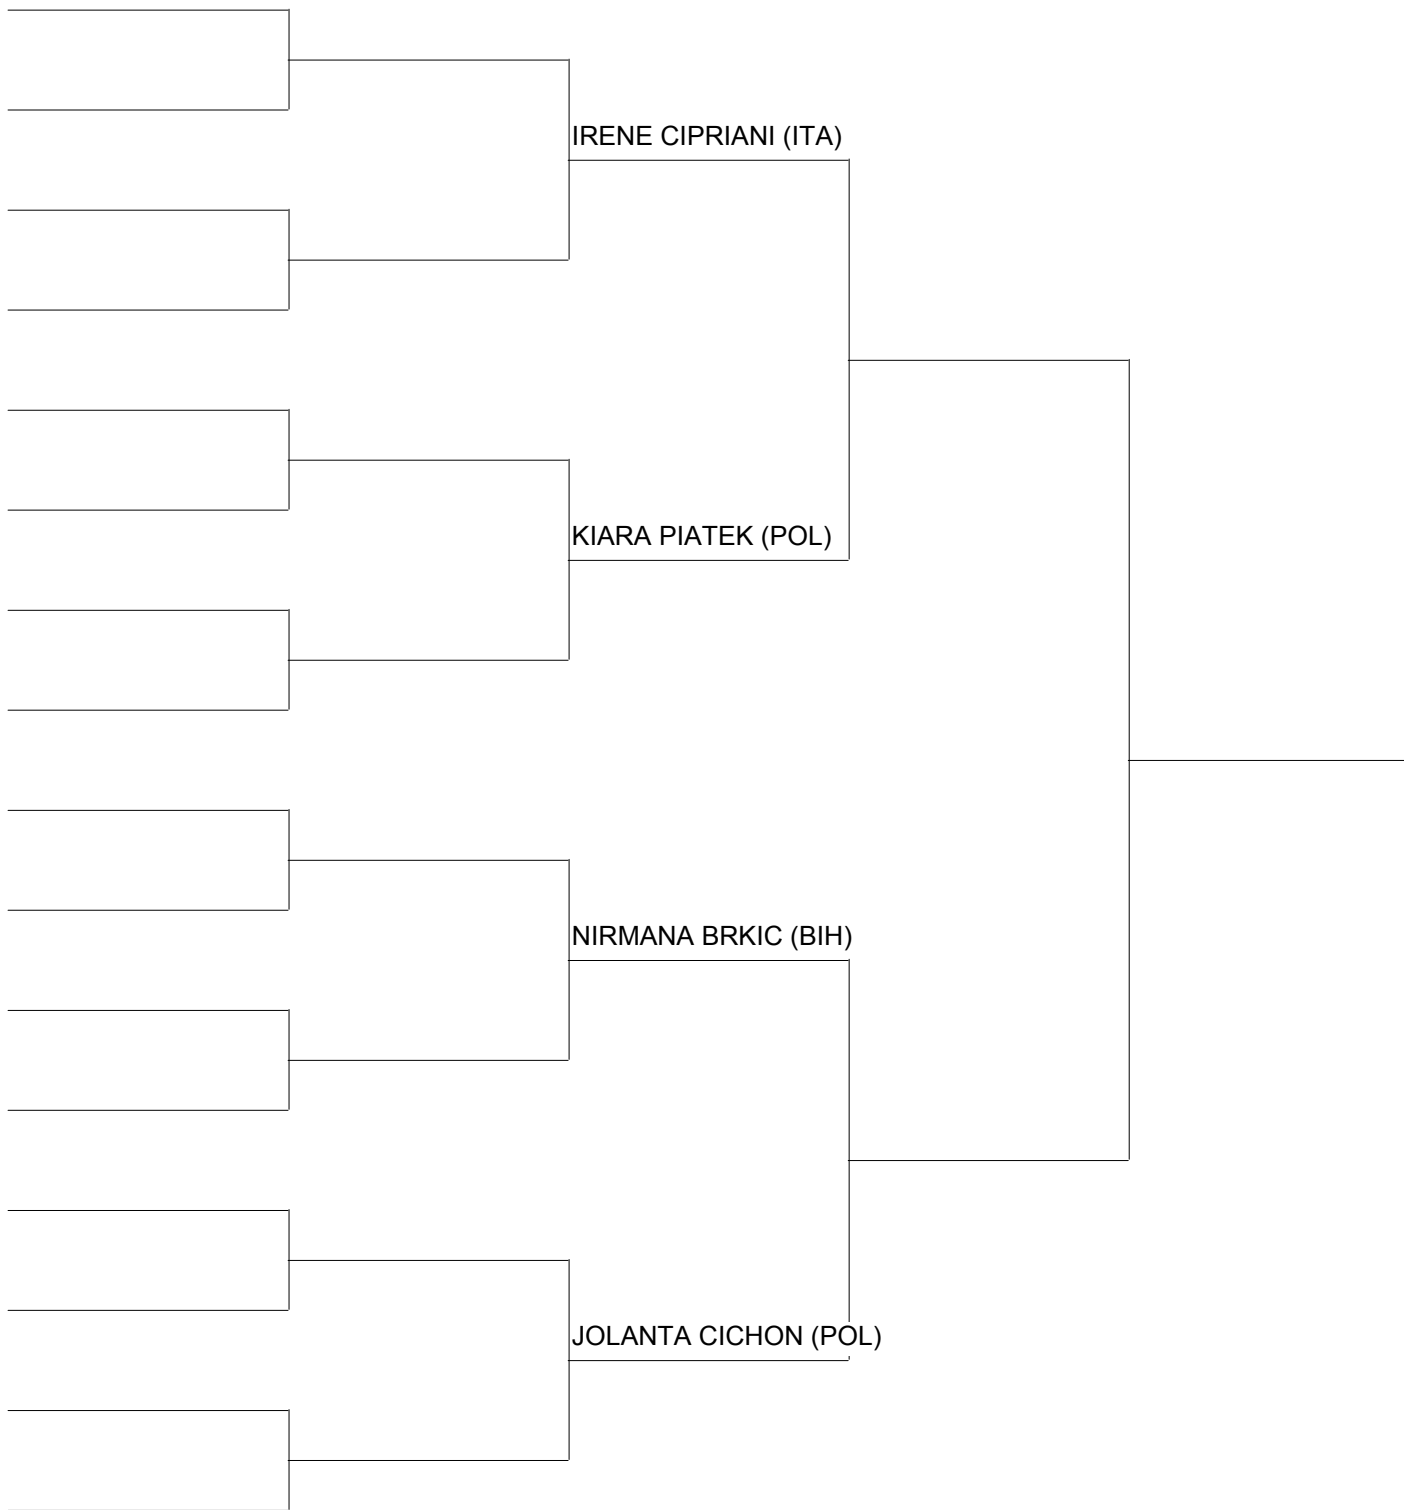 IRENE CIPRIANI (ITA)
KIARA PIATEK (POL)
NIRMANA BRKIC (BIH)
JOLANTA CICHON (POL)